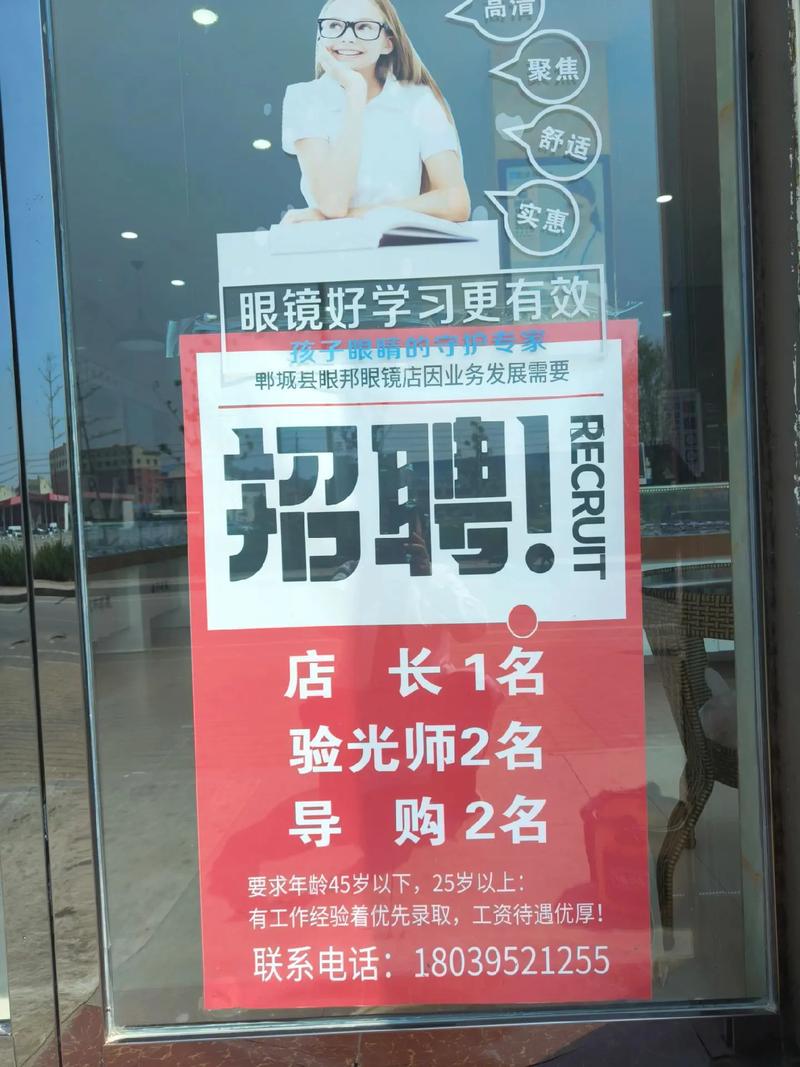 高清
聚焦
舒适
实惠
眼镜好学习更有效
孩子眼睛的守护专家
郸城县眼邦眼镜店因业务发展需要
招聘!
RECRUIT
店 长 1名
验光师2名
导 购 2名
要求年龄45岁以下，25岁以上：
有工作经验着优先录取，工资待遇优厚！
联系电话：18039521255